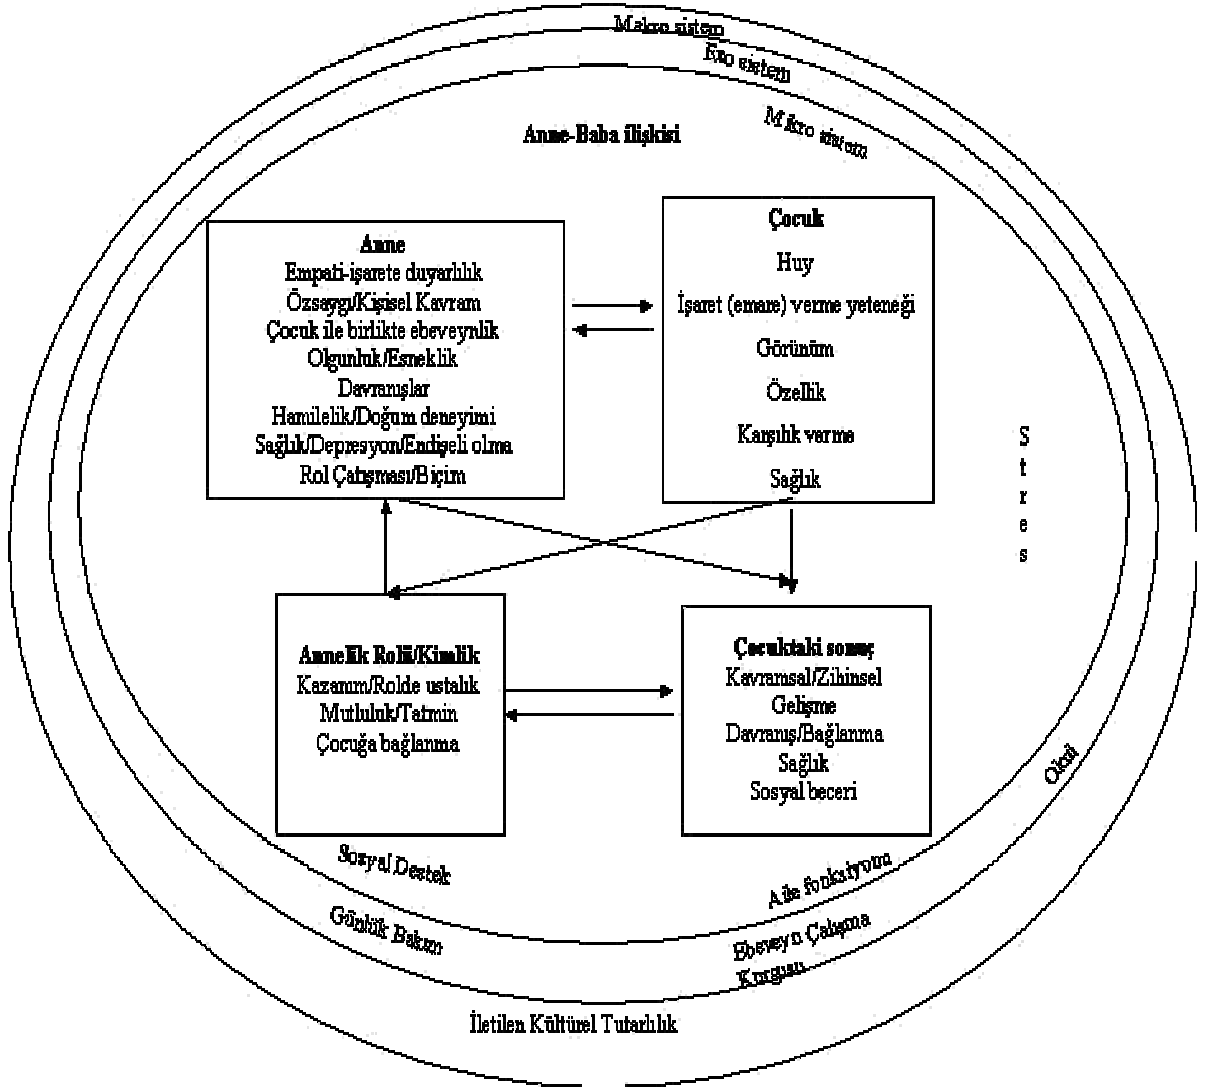 Makro sistem
Exo sistem
Mikro sistem
Anne-Baba ilişkisi
Anne
Empati-işarete duyarlılık
Özsaygı/Kişisel Kavram
Çocuk ile birlikte ebeveynlik
Olgunluk/Esneklik
Davranışlar
Hamilelik/Doğum deneyimi
Sağlık/Depresyon/Endişeli olma
Rol Çatışması/Biçim
Çocuk
Huy
İşaret (emare) verme yeteneği
Görünüm
Özellik
Karşılık verme
Sağlık
Stres
Annelik Rolü/Kimlik
Kazanım/Rolde ustalık
Mutluluk/Tatmin
Çocuğa bağlanma
Çocuktaki sonuç
Kavramsal/Zihinsel
Gelişme
Davranış/Bağlanma
Sağlık
Sosyal beceri
Okul
Sosyal Destek
Aile fonksiyonu
Günlük Bakım
Ebeveyn Çalışma
İletilen Kültürel Tutarlılık